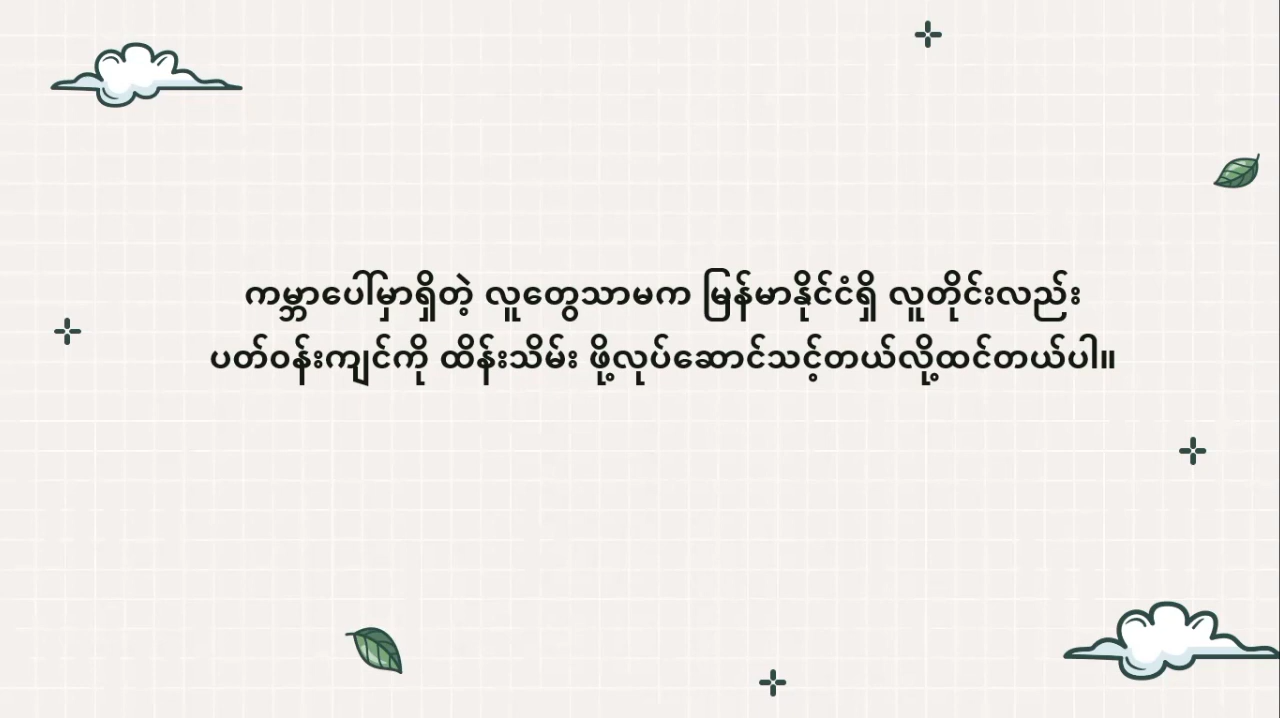 ကမ္ဘာပေါ်မှာရှိတဲ့ လူတွေသာမက မြန်မာနိုင်ငံရှိ လူတိုင်းလည်း
ပတ်ဝန်းကျင်ကို ထိန်းသိမ်း ဖို့လုပ်ဆောင်သင့်တယ်လို့ထင်တယ်ပါ။